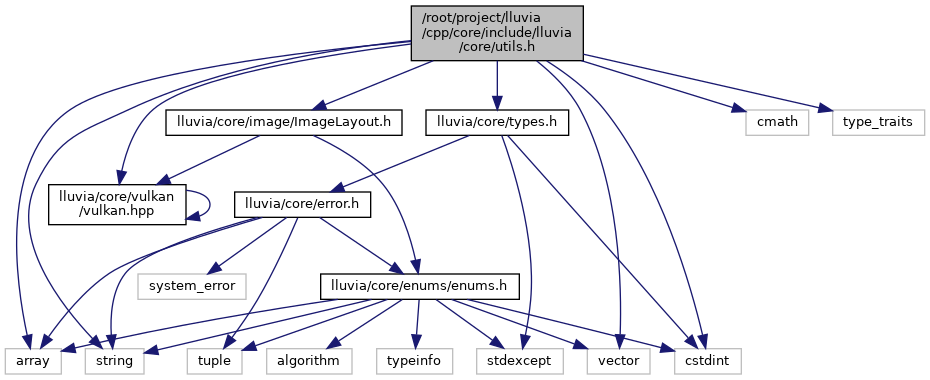 /root/project/lluvia
/cpp/core/include/lluvia
/core/utils.h
lluvia/core/image/ImageLayout.h
lluvia/core/types.h
cmath
type_traits
lluvia/core/vulkan
/vulkan.hpp
lluvia/core/error.h
system_error
lluvia/core/enums/enums.h
array
string
tuple
algorithm
typeinfo
stdexcept
vector
cstdint